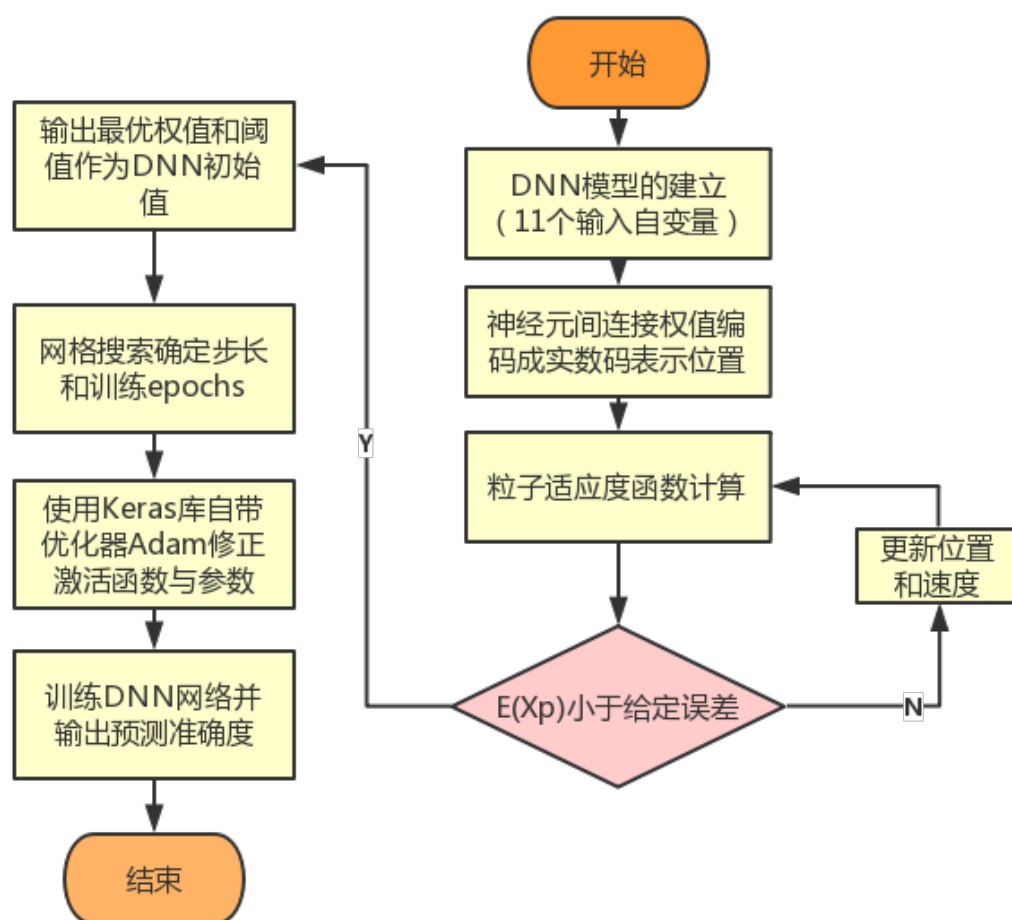 开始
DNN模型的建立
（11个输入自变量）
神经元间连接权值编
码成实数码表示位置
粒子适应度函数计算
更新位置
和速度
E(Xp)小于给定误差
N
Y
输出最优权值和阈
值作为DNN初始
值
网格搜索确定步长
和训练epochs
使用Keras库自带
优化器Adam修正
激活函数与参数
训练DNN网络并
输出预测准确度
结束